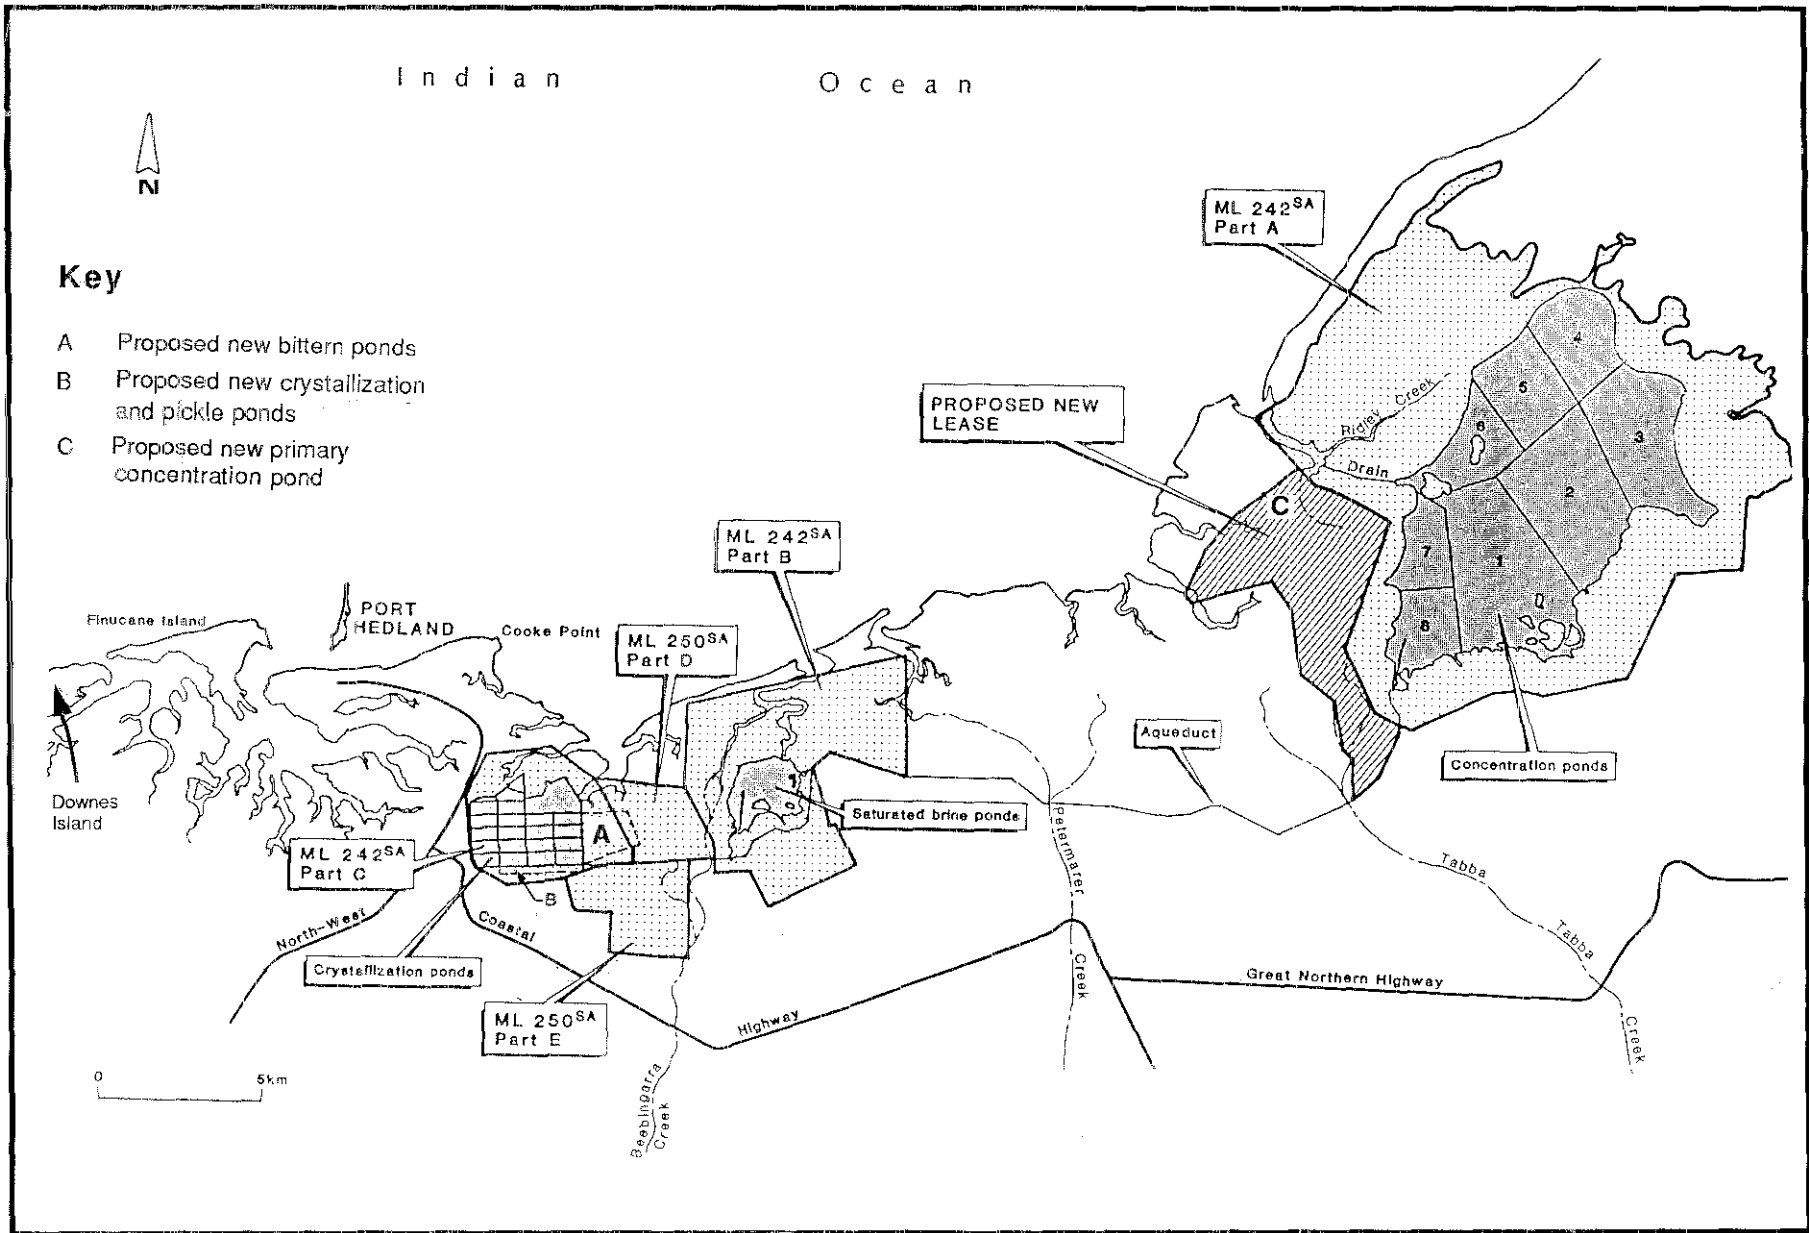 Indian Ocean
N
Key
A Proposed new bittern ponds
B Proposed new crystallization
and pickle ponds
C Proposed new primary
concentration pond
ML 242SA
Part A
PROPOSED NEW
LEASE
Ridley Creek
Drain
C
4
5
6
3
2
7
1
8
ML 242SA
Part B
PORT
HEDLAND
Finucane Island
Cooke Point
ML 250SA
Part D
Downes
Island
Aqueduct
Concentration ponds
Saturated brine ponds
A
ML 242SA
Part C
B
North-West
Coastal
Highway
Crystallization ponds
ML 250SA
Part E
Petermarer
Creek
Tabba
Tabba
Creek
Great Northern Highway
Beebingarra
Creek
0 5km